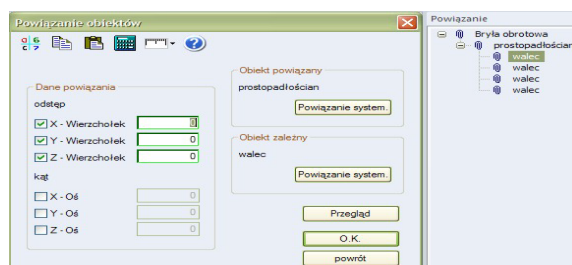 Powiązanie obiektów
Dane powiązania
odstęp
X - Wierzchołek 0
Y - Wierzchołek 0
Z - Wierzchołek 0
kąt
X - Oś 0
Y - Oś 0
Z - Oś 0
Obiekt powiązany
prostopadłościan
Powiązanie system.
Obiekt zależny
walec
Powiązanie system.
Przegląd
O.K.
powrót
Powiązanie
Bryła obrotowa
prostopadłościan
walec
walec
walec
walec